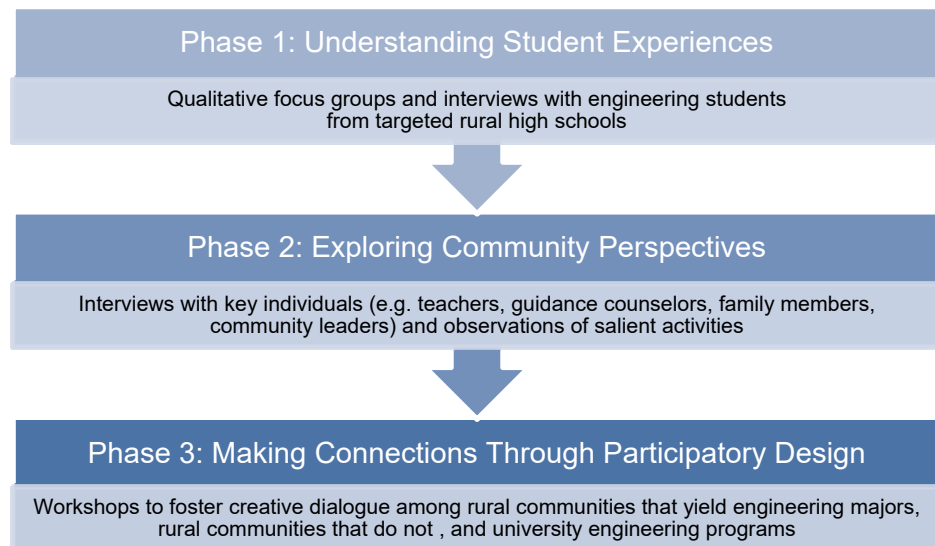 Phase 1: Understanding Student Experiences
Qualitative focus groups and interviews with engineering students
from targeted rural high schools
Phase 2: Exploring Community Perspectives
Interviews with key individuals (e.g. teachers, guidance counselors, family members,
community leaders) and observations of salient activities
Phase 3: Making Connections Through Participatory Design
Workshops to foster creative dialogue among rural communities that yield engineering majors,
rural communities that do not , and university engineering programs